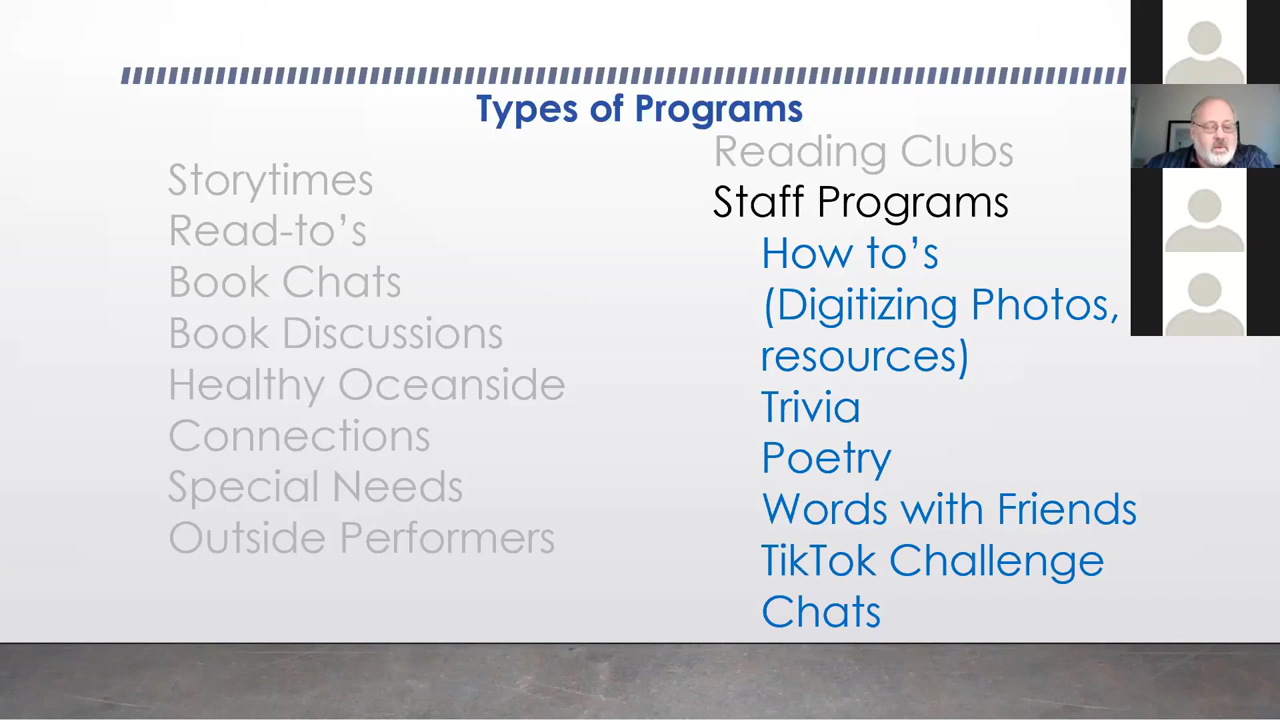 Types of Programs
Storytimes
Read-to’s
Book Chats
Book Discussions
Healthy Oceanside
Connections
Special Needs
Outside Performers
Reading Clubs
Staff Programs
How to’s
(Digitizing Photos,
resources)
Trivia
Poetry
Words with Friends
TikTok Challenge
Chats